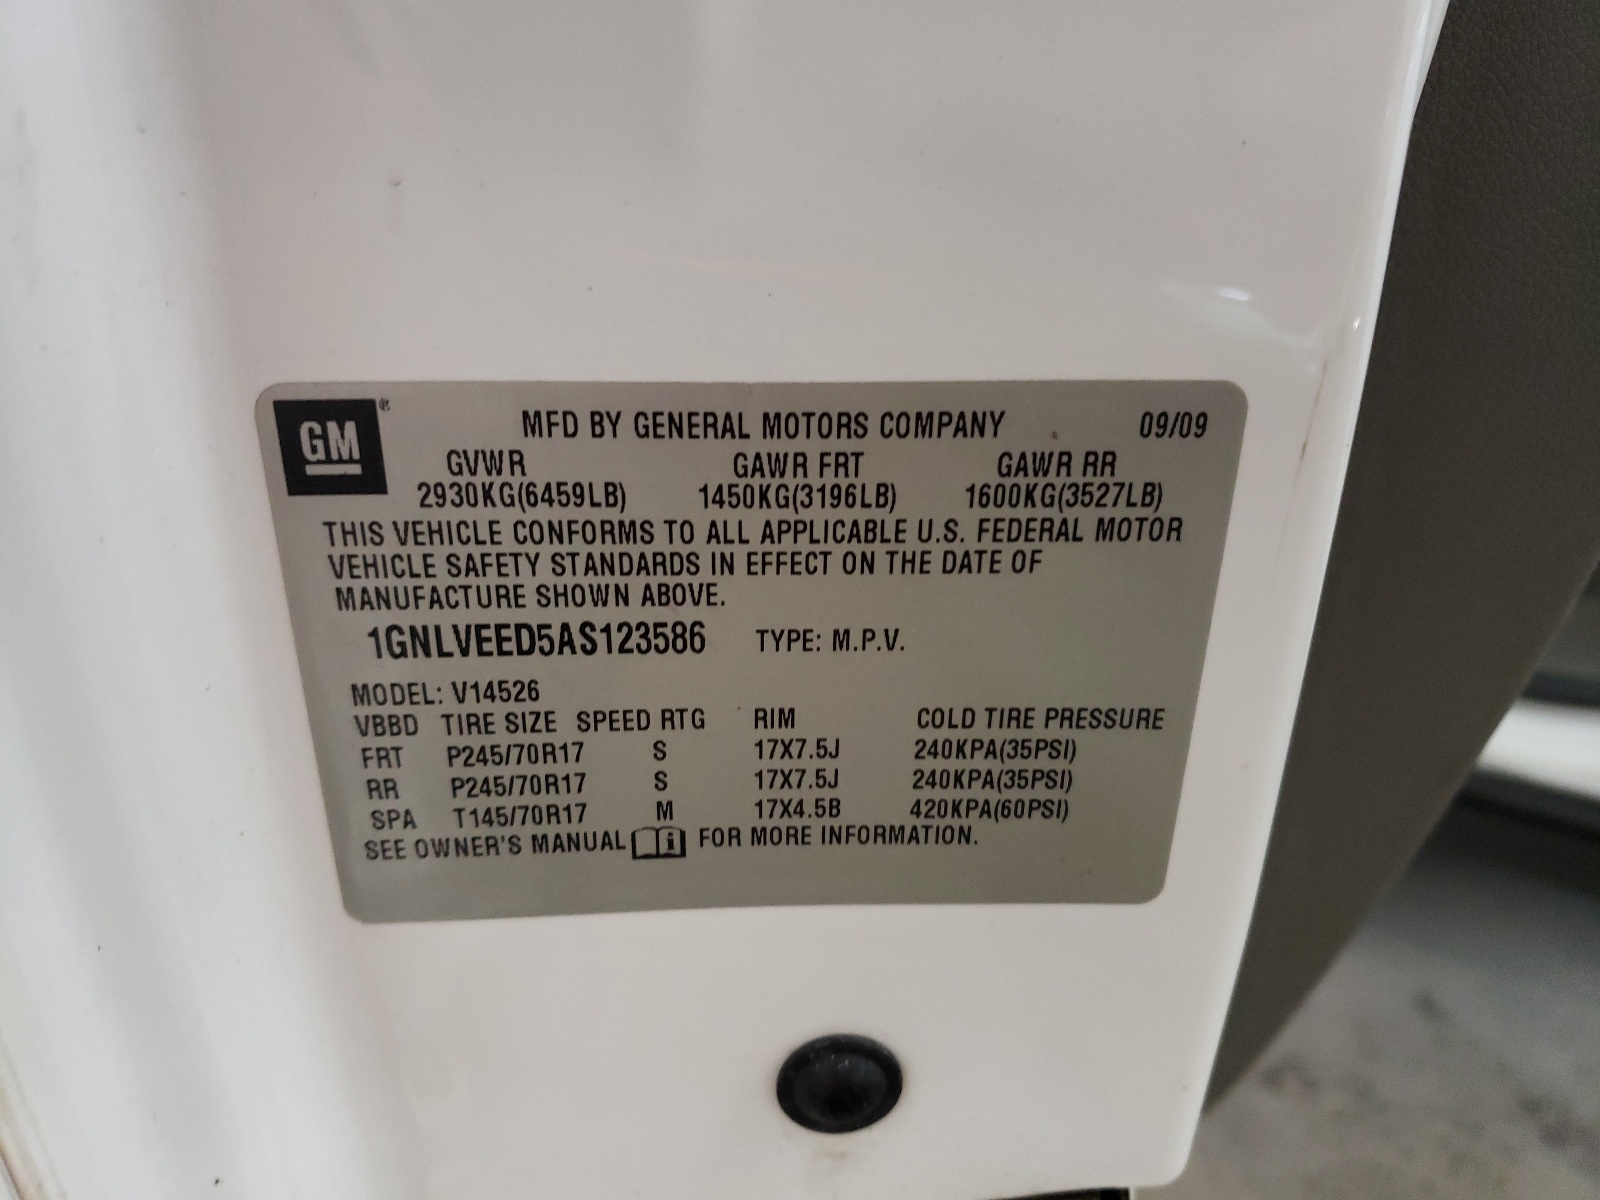 GM ®
MFD BY GENERAL MOTORS COMPANY 09/09
GVWR GAWR FRT GAWR RR
2930KG(6459LB) 1450KG(3196LB) 1600KG(3527LB)
THIS VEHICLE CONFORMS TO ALL APPLICABLE U.S. FEDERAL MOTOR
VEHICLE SAFETY STANDARDS IN EFFECT ON THE DATE OF
MANUFACTURE SHOWN ABOVE.
1GNLVEED5AS123586 TYPE: M.P.V.
MODEL: V14526
VBBD TIRE SIZE SPEED RTG RIM COLD TIRE PRESSURE
FRT P245/70R17 S 17X7.5J 240KPA(35PSI)
RR P245/70R17 S 17X7.5J 240KPA(35PSI)
SPA T145/70R17 M 17X4.5B 420KPA(60PSI)
SEE OWNER'S MANUAL i FOR MORE INFORMATION.